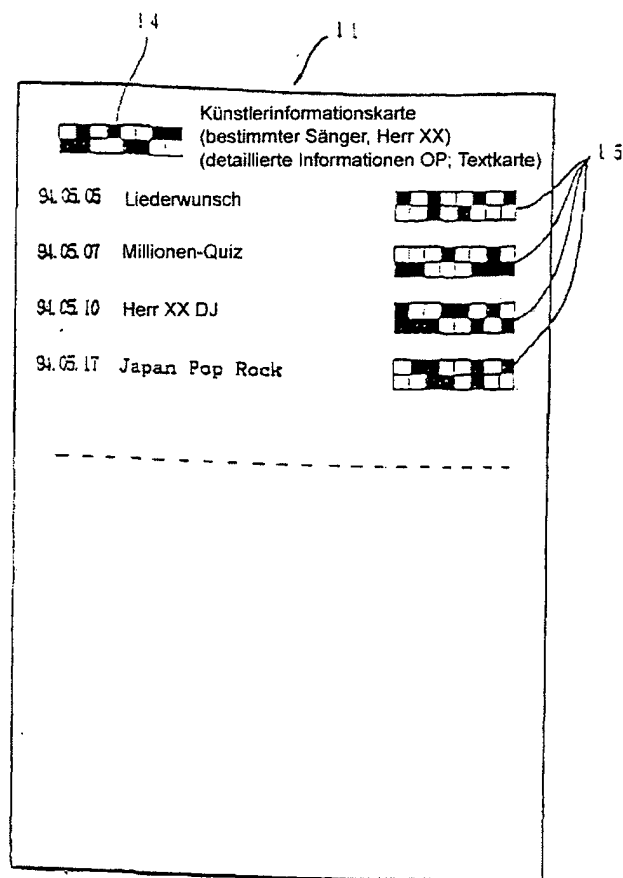 14
11
Künstlerinformationskarte
(bestimmter Sänger, Herr XX)
(detaillierte Informationen OP; Textkarte)
15
94.05.05 Liederwunsch
94.05.07 Millionen-Quiz
94.05.10 Herr XX DJ
94.05.17 Japan Pop Rock